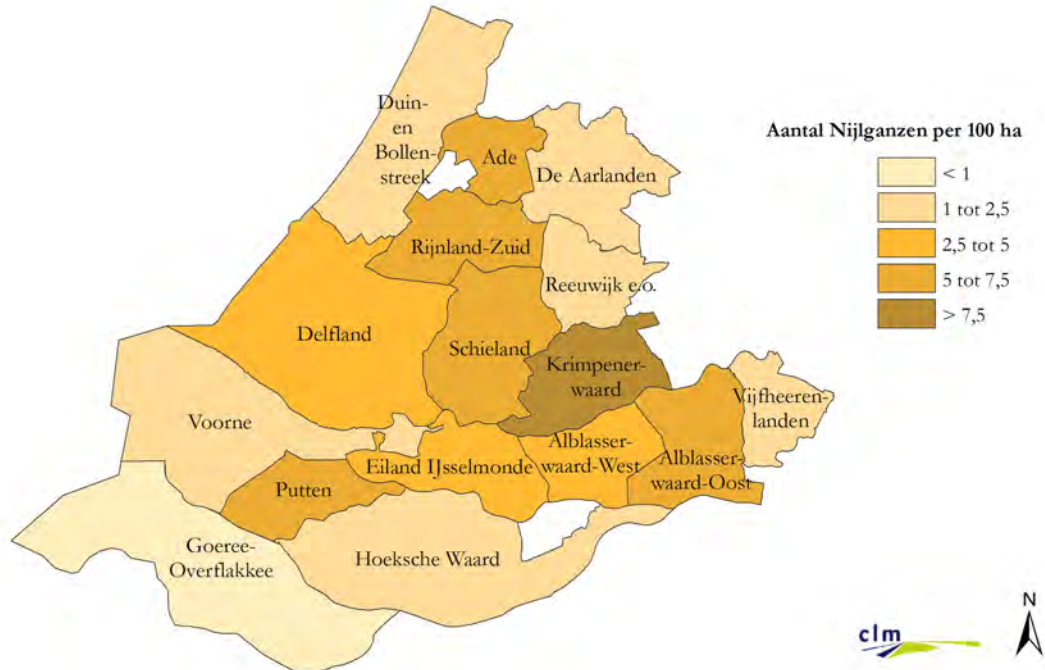 Duin-
en
Bollen-
streek
Ade
De Aarlanden
Rijnland-Zuid
Reeuwijk e.o.
Delfland
Schieland
Krimpener-
waard
Vijfheeren-
landen
Voorne
Eiland IJsselmonde
Alblasser-
waard-West
Alblasser-
waard-Oost
Putten
Goeree-
Overflakkee
Hoeksche Waard
Aantal Nijlganzen per 100 ha
< 1
1 tot 2,5
2,5 tot 5
5 tot 7,5
> 7,5
clm
N